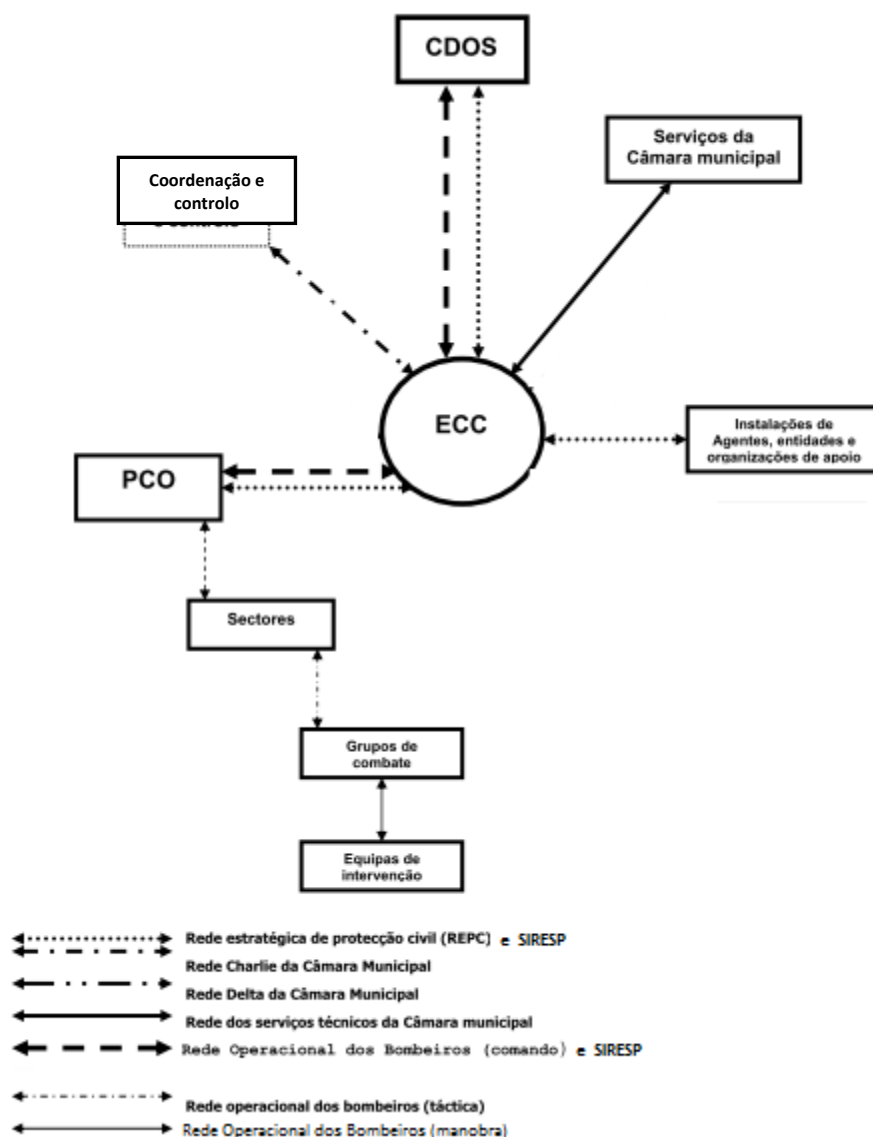 CDOS
Serviços da
Câmara municipal
Coordenação e
controlo
ECC
Instalações de
Agentes, entidades e
organizações de apoio
PCO
Sectores
Grupos de
combate
Equipas de
intervenção
Rede estratégica de protecção civil (REPC) e SIRESP
Rede Charlie da Câmara Municipal
Rede Delta da Câmara Municipal
Rede dos serviços técnicos da Câmara municipal
Rede Operacional dos Bombeiros (comando) e SIRESP
Rede operacional dos bombeiros (táctica)
Rede Operacional dos Bombeiros (manobra)